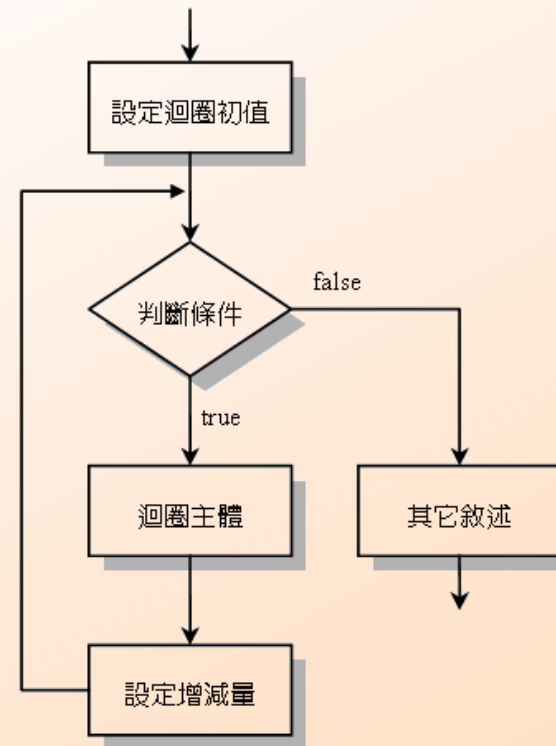 設定迴圈初值
判斷條件
false
true
迴圈主體
其它敘述
設定增減量